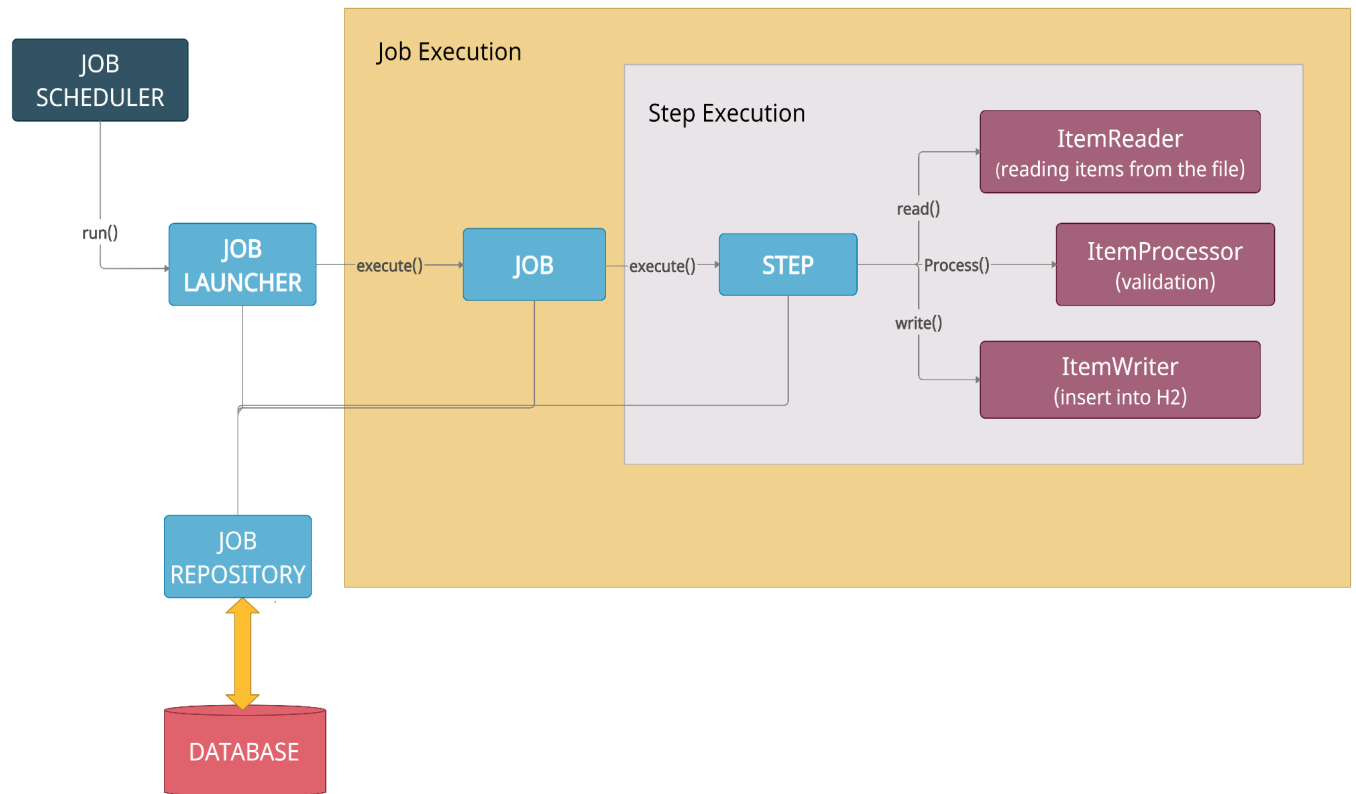 JOB
SCHEDULER
run()
JOB
LAUNCHER
Job Execution
execute()
JOB
execute()
Step Execution
STEP
read()
Process()
write()
ItemReader
(reading items from the file)
ItemProcessor
(validation)
ItemWriter
(insert into H2)
JOB
REPOSITORY
DATABASE